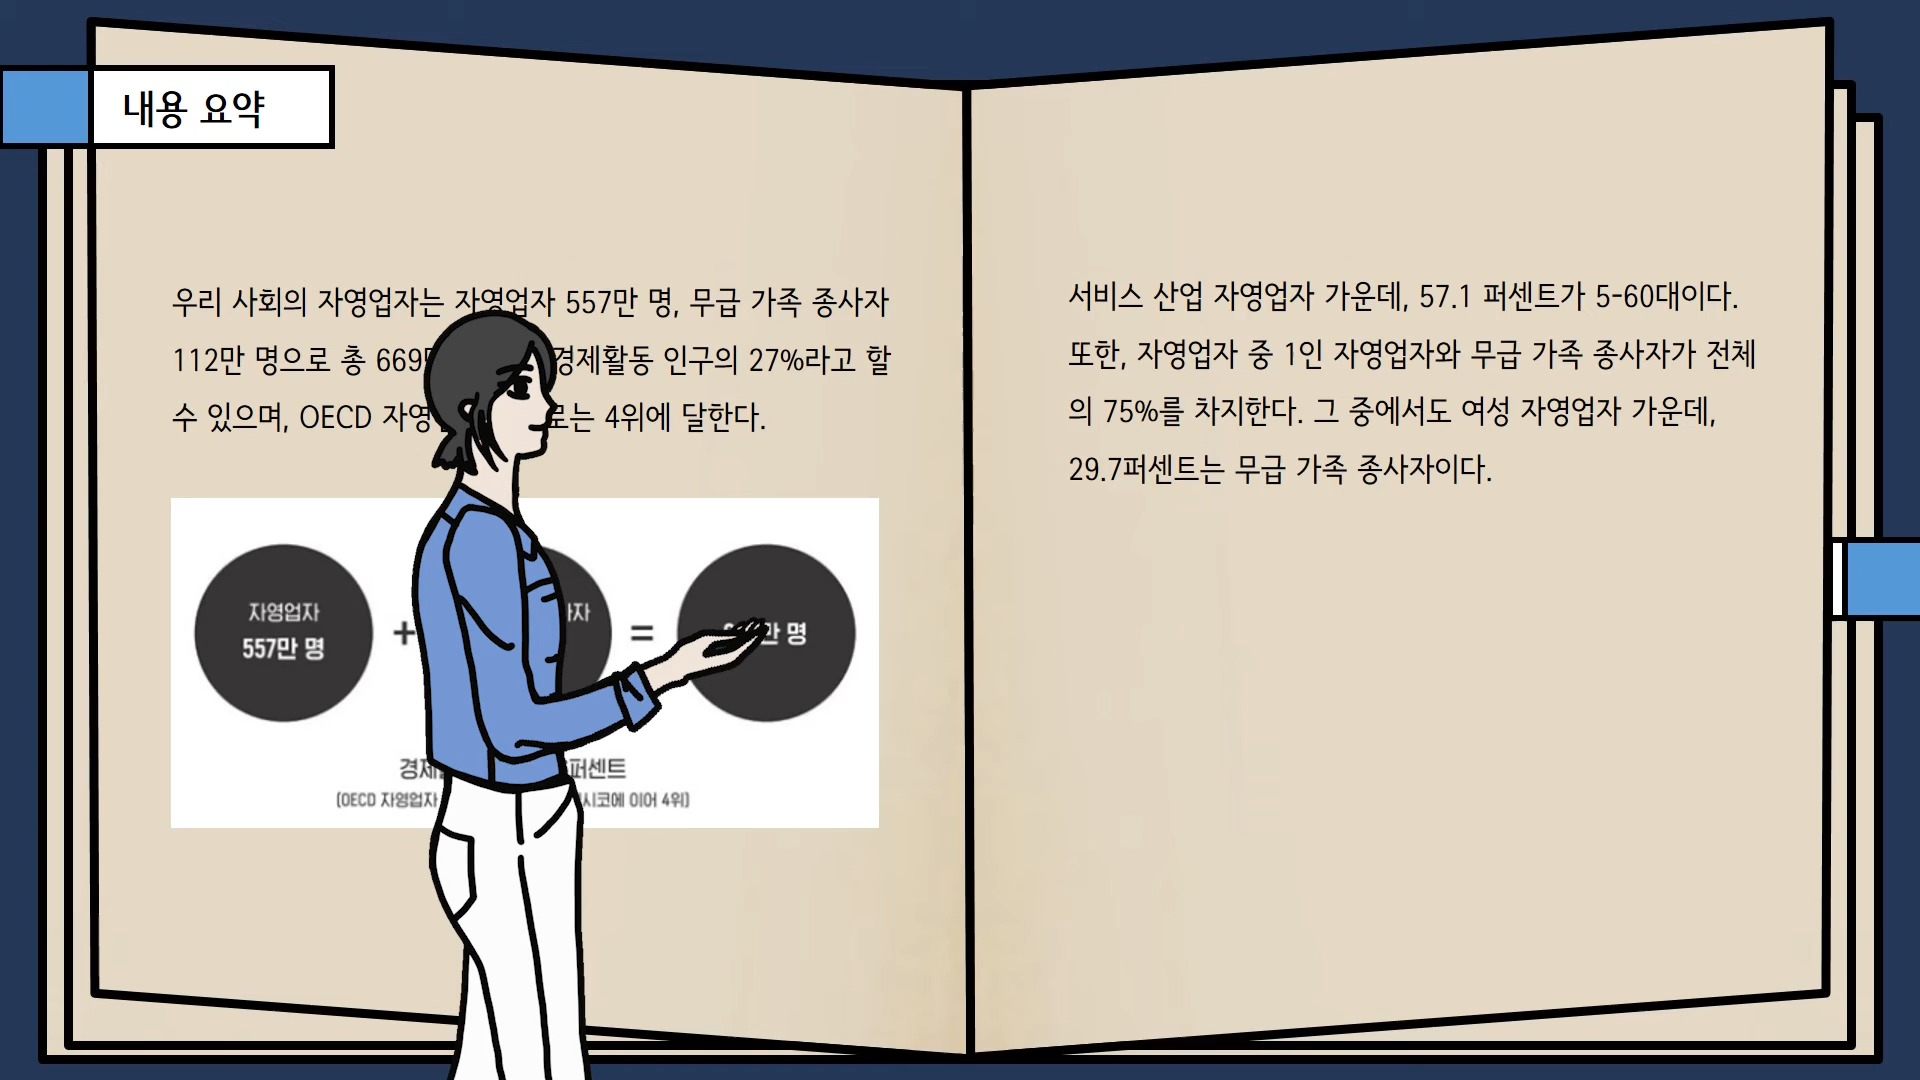 내용 요약
우리 사회의 자영업자는 자영업자 557만 명, 무급 가족 종사자
112만 명으로 총 경제활동 인구의 27%라고 할
수 있으며, OECD 4위에 달한다.
자영업자
557만 명
+
=
만 명
퍼센트
(OECD 자영업자 이어 4위)
서비스 산업 자영업자 가운데, 57.1 퍼센트가 5-60대이다.
또한, 자영업자 중 1인 자영업자와 무급 가족 종사자가 전체
의 75%를 차지한다. 그 중에서도 여성 자영업자 가운데,
29.7퍼센트는 무급 가족 종사자이다.